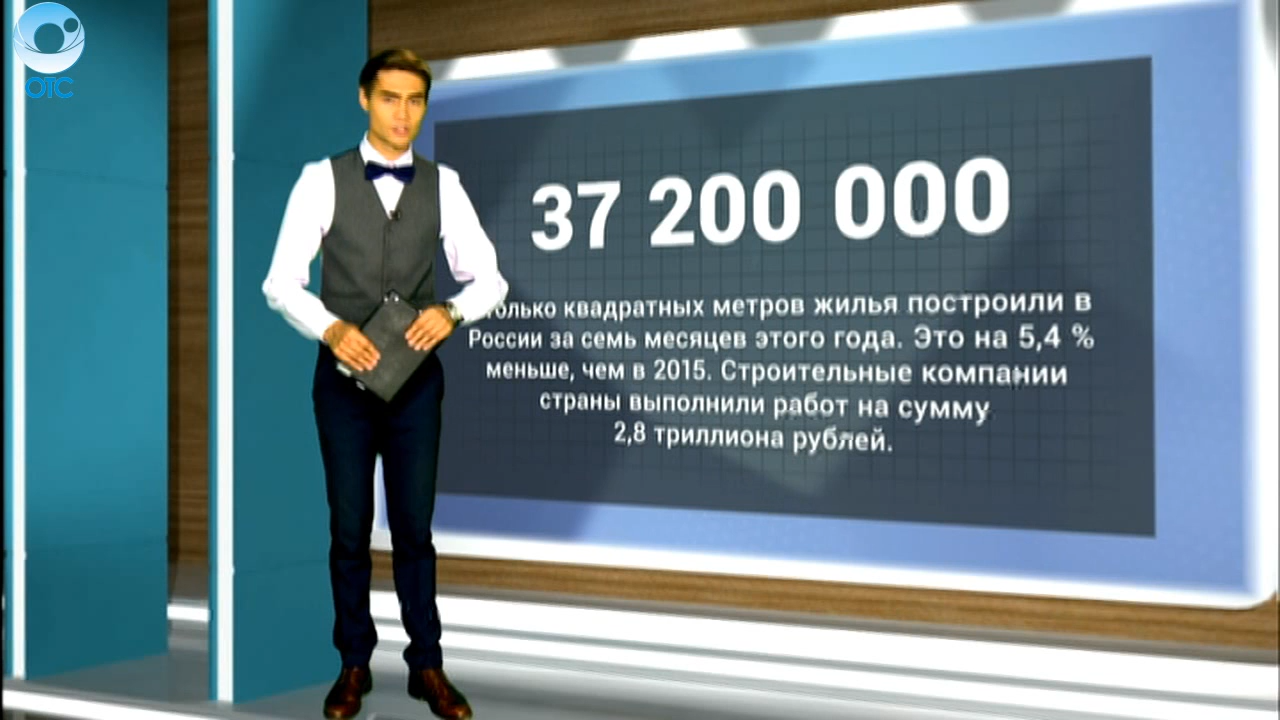 ОТС
37 200 000
квадратных метров жилья построили в
России за семь месяцев этого года. Это на 5,4 %
меньше, чем в 2015. Строительные компании
страны выполнили работ на сумму
2,8 триллиона рублей.